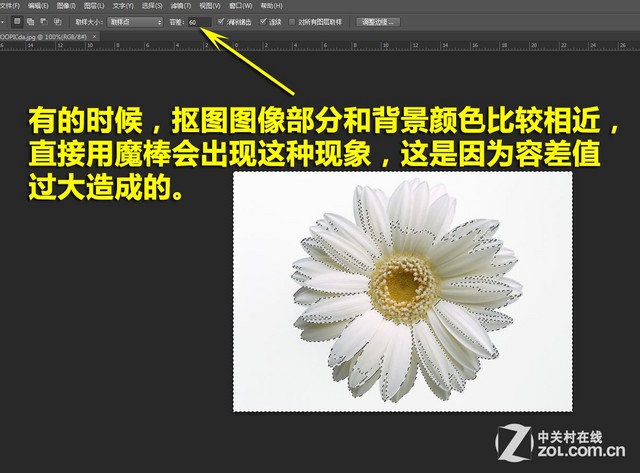 文件(F) 编辑(E) 图像(I) 图层(L) 文字(Y) 选择(S) 滤镜(T) 视图(V) 窗口(W) 帮助(H)
取样大小: 取样点 容差: 60 消除锯齿 连续 对所有图层取样 调整边缘...
OOPICda.jpg @ 100%(RGB/8#) ×
有的时候，抠图图像部分和背景颜色比较相近，
直接用魔棒会出现这种现象，这是因为容差值
过大造成的。
中关村在线
ZOL.com.cn